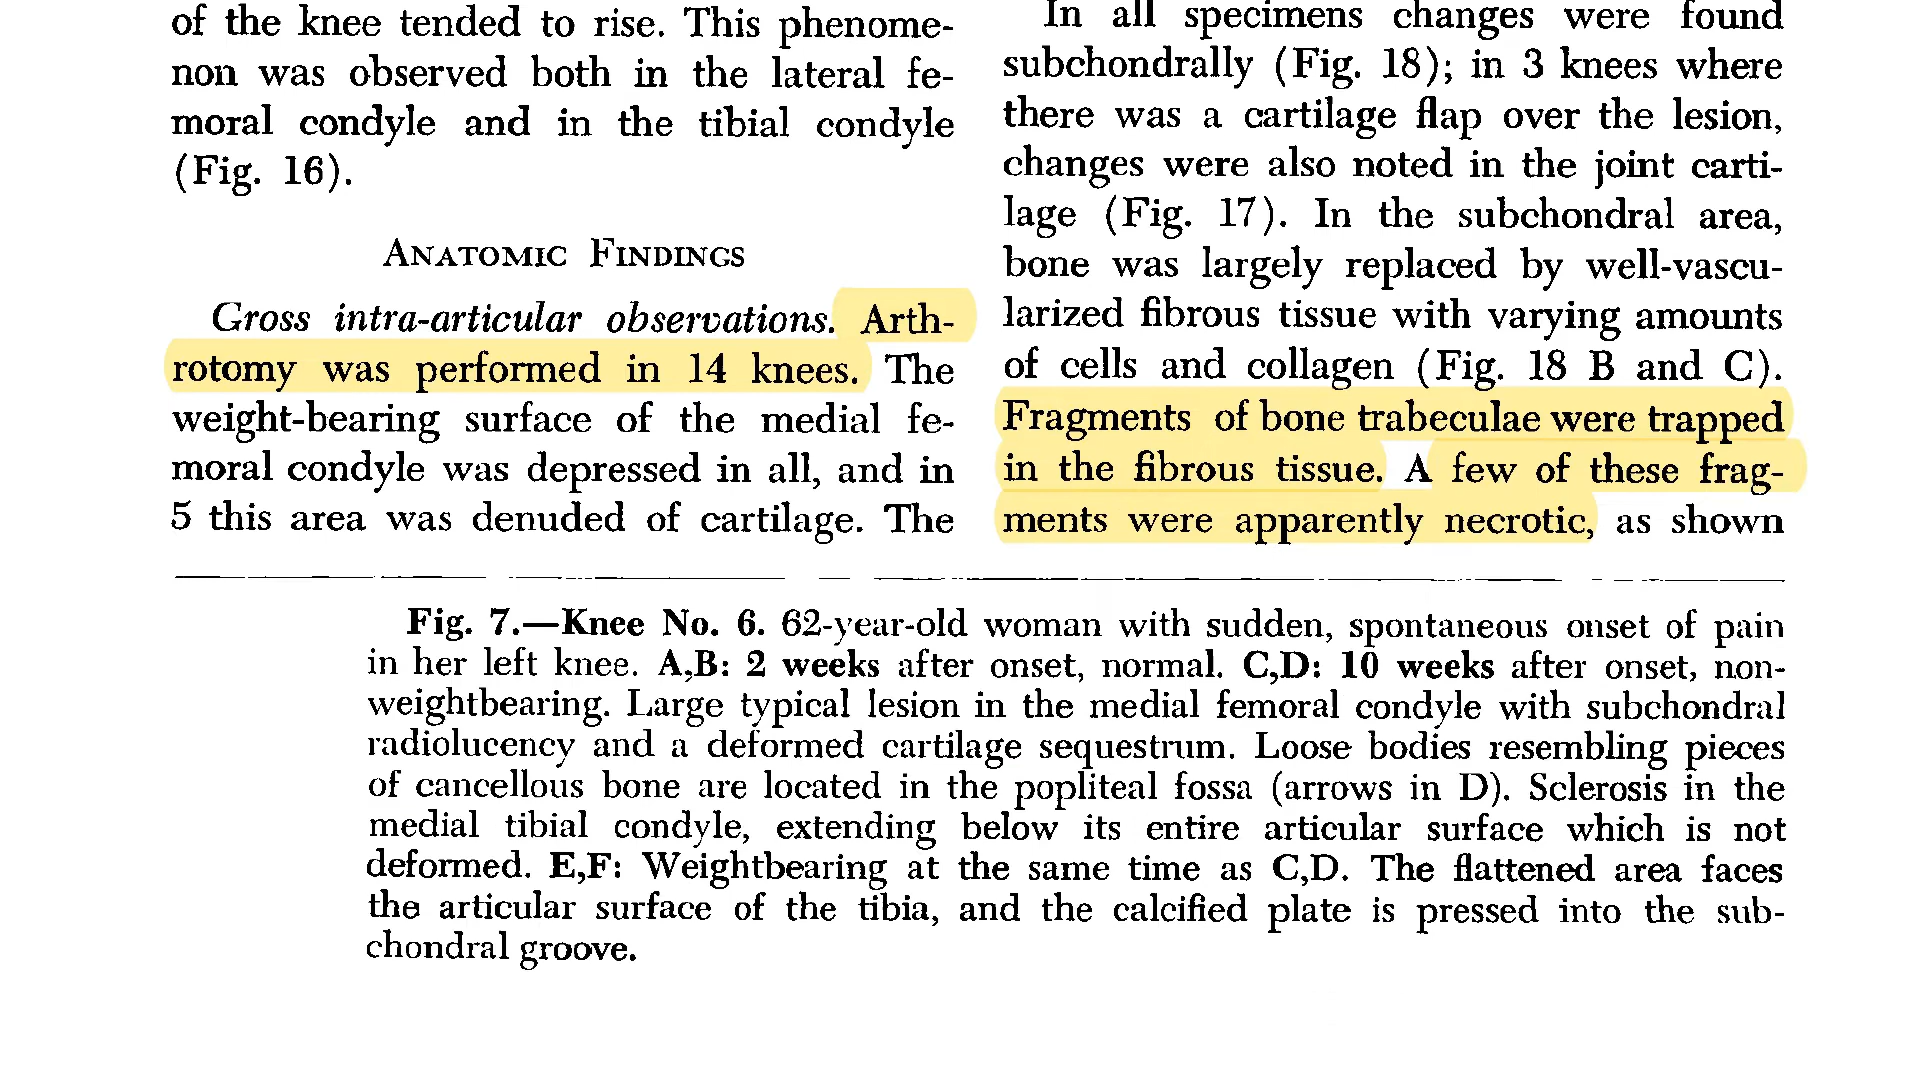 of the knee tended to rise. This phenome-
non was observed both in the lateral fe-
moral condyle and in the tibial condyle
(Fig. 16).
Anatomic Findings
Gross intra-articular observations. Arth-
rotomy was performed in 14 knees. The
weight-bearing surface of the medial fe-
moral condyle was depressed in all, and in
5 this area was denuded of cartilage. The
In all specimens changes were found
subchondrally (Fig. 18); in 3 knees where
there was a cartilage flap over the lesion,
changes were also noted in the joint carti-
lage (Fig. 17). In the subchondral area,
bone was largely replaced by well-vascu-
larized fibrous tissue with varying amounts
of cells and collagen (Fig. 18 B and C).
Fragments of bone trabeculae were trapped
in the fibrous tissue. A few of these frag-
ments were apparently necrotic, as shown
Fig. 7.—Knee No. 6. 62-year-old woman with sudden, spontaneous onset of pain
in her left knee. A,B: 2 weeks after onset, normal. C,D: 10 weeks after onset, non-
weightbearing. Large typical lesion in the medial femoral condyle with subchondral
radiolucency and a deformed cartilage sequestrum. Loose bodies resembling pieces
of cancellous bone are located in the popliteal fossa (arrows in D). Sclerosis in the
medial tibial condyle, extending below its entire articular surface which is not
deformed. E,F: Weightbearing at the same time as C,D. The flattened area faces
the articular surface of the tibia, and the calcified plate is pressed into the sub-
chondral groove.